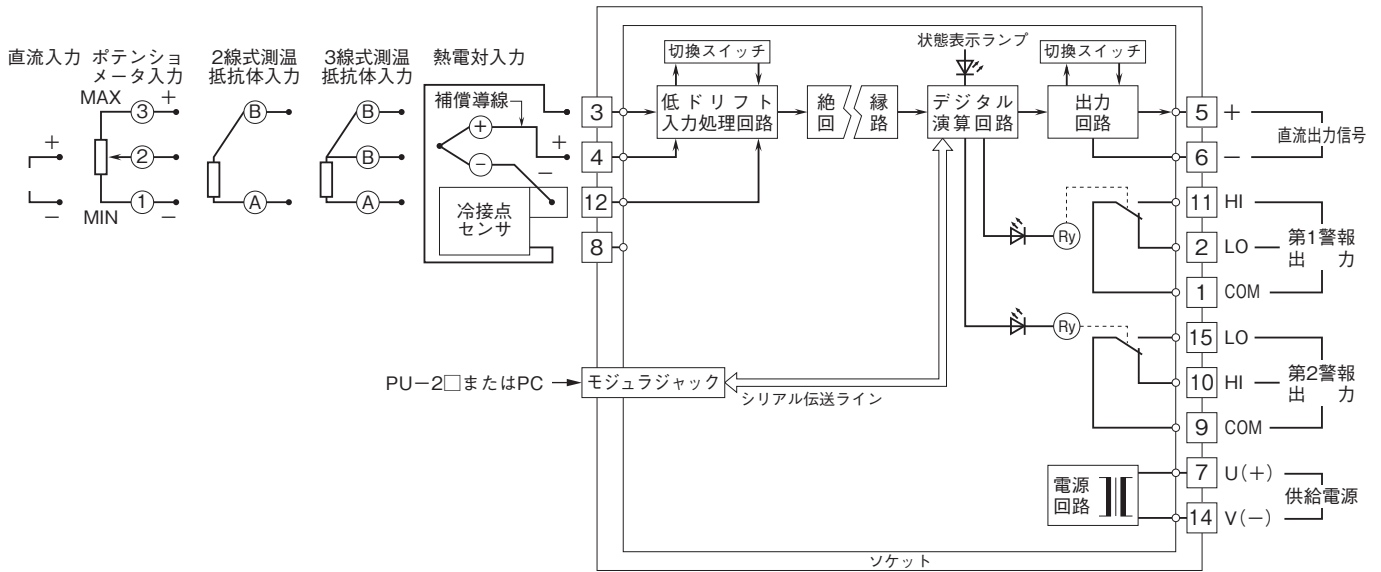 直流入力
ポテンショ
メータ入力
MAX
3
+
2
1
−
MIN
+
−
2線式測温
抵抗体入力
B
A
3線式測温
抵抗体入力
B
B
A
熱電対入力
補償導線
+
−
+
−
冷接点
センサ
3
4
12
8
切換スイッチ
低ドリフト
入力処理回路
絶縁
回路
状態表示ランプ
デジタル
演算回路
切換スイッチ
出力
回路
5 +
6 −
直流出力信号
Ry
11 HI
2 LO
1 COM
第1警報
出力
Ry
15 LO
10 HI
9 COM
第2警報
出力
PU−2□またはPC
モジュラジャック
シリアル伝送ライン
電源
回路
7 U(+)
14 V(−)
供給電源
ソケット